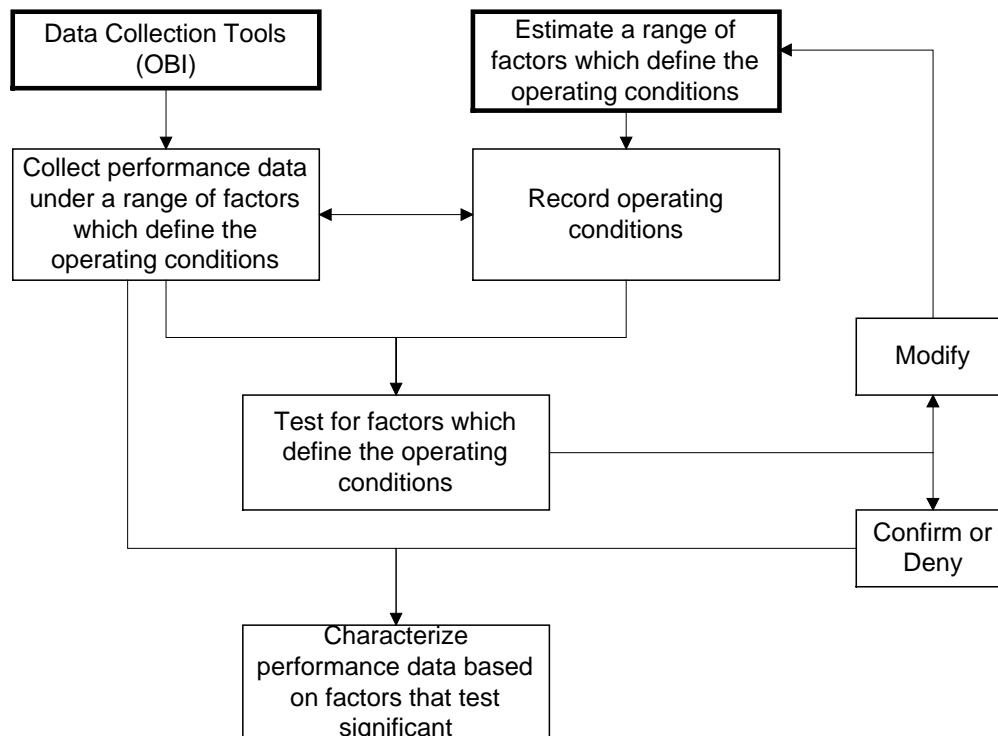 Data Collection Tools
(OBI)
Estimate a range of
factors which define the
operating conditions
Collect performance data
under a range of factors
which define the
operating conditions
Record operating
conditions
Modify
Test for factors which
define the operating
conditions
Confirm or
Deny
Characterize
performance data based
on factors that test
significant